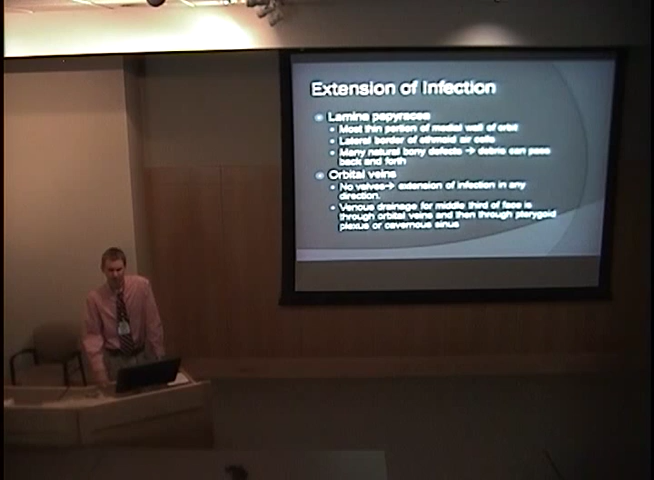 Extension of Infection
Lamina papyracea
Most thin portion of medial wall of orbit
Lateral border of ethmoid air cells
Many natural bony defects → debris can pass
back and forth
Orbital veins
No valves→ extension of infection in any
direction.
Venous drainage for middle third of face is
through orbital veins and then through pterygoid
plexus or cavernous sinus